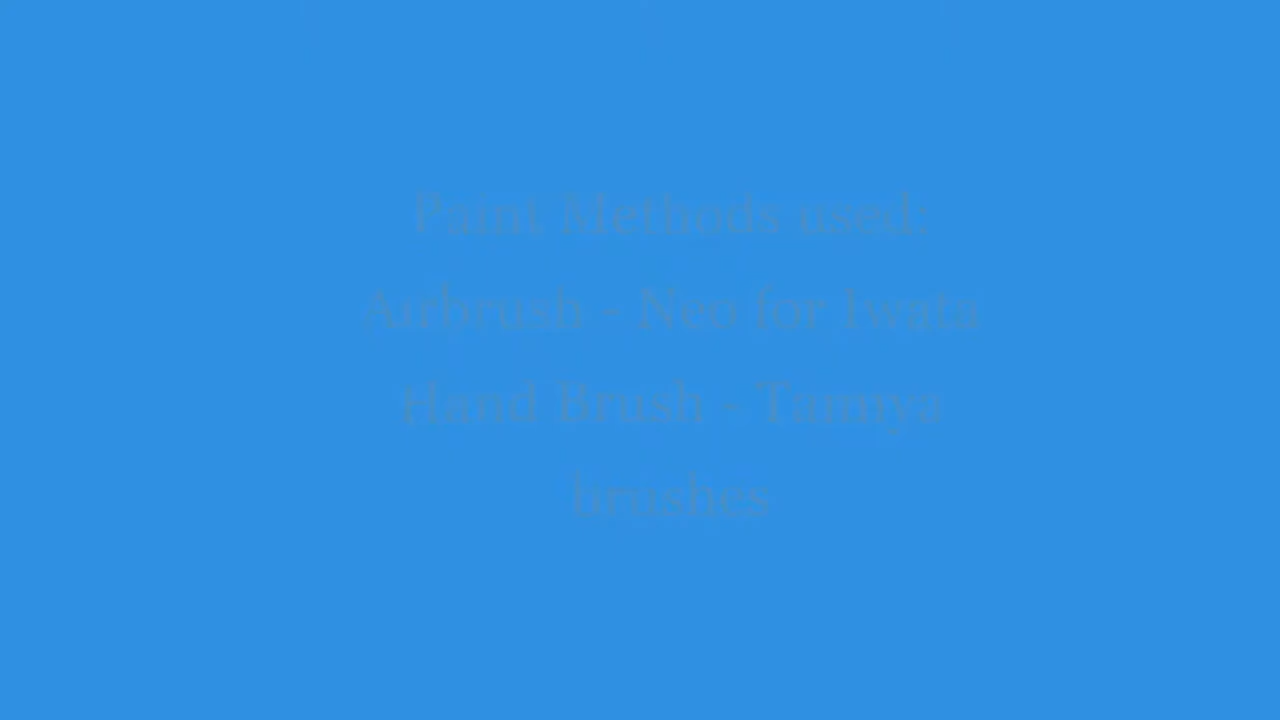 Paint Methods used:
Airbrush - Neo for Iwata
Hand Brush - Tamiya
brushes